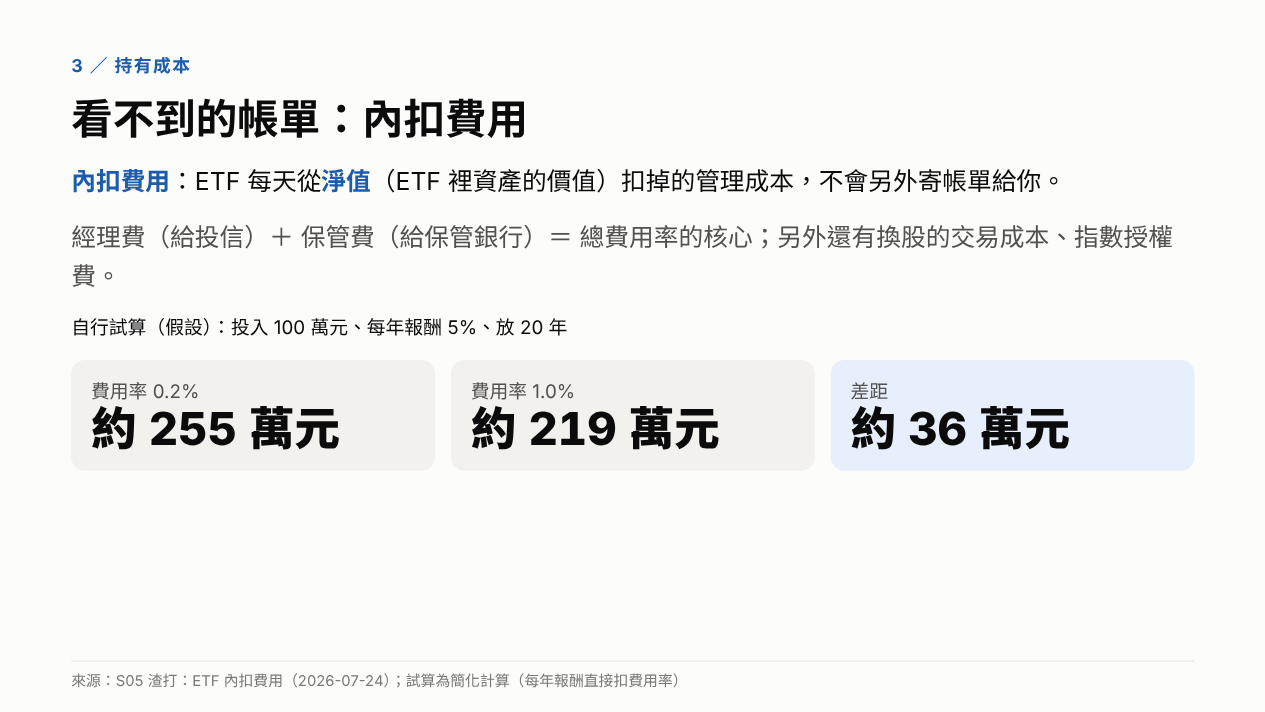 3 ／ 持有成本
看不到的帳單：內扣費用
內扣費用：ETF 每天從淨值（ETF 裡資產的價值）扣掉的管理成本，不會另外寄帳單給你。
經理費（給投信）＋ 保管費（給保管銀行）＝ 總費用率的核心；另外還有換股的交易成本、指數授權
費。
自行試算（假設）：投入 100 萬元、每年報酬 5%、放 20 年
費用率 0.2%
約 255 萬元
費用率 1.0%
約 219 萬元
差距
約 36 萬元
來源：S05 渣打：ETF 內扣費用（2026-07-24）；試算為簡化計算（每年報酬直接扣費用率）